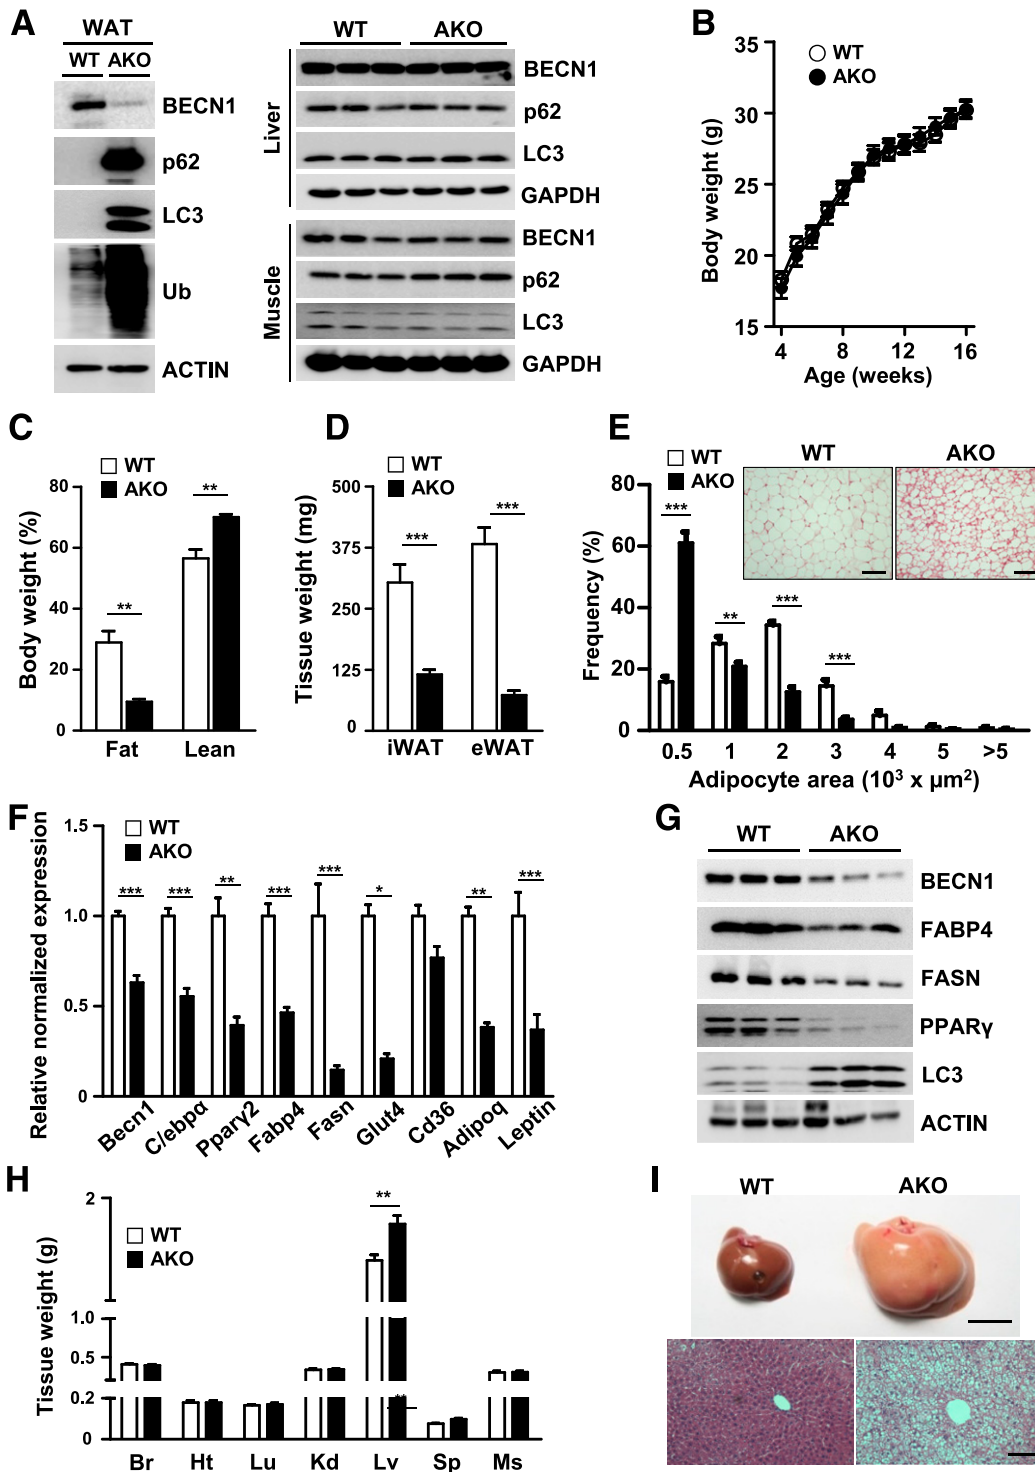 A
WAT
WT AKO
BECN1
p62
LC3
Ub
ACTIN
WT AKO
Liver
BECN1
p62
LC3
GAPDH
Muscle
BECN1
p62
LC3
GAPDH
B
WT
AKO
Body weight (g)
35
30
25
20
15
4 8 12 16
Age (weeks)
C
WT
AKO
Body weight (%)
80
60
40
20
0
**
**
Fat Lean
D
WT
AKO
Tissue weight (mg)
500
375
250
125
0
***
***
iWAT eWAT
E
WT
AKO
WT AKO
Frequency (%)
80
60
40
20
0
***
**
***
***
0.5 1 2 3 4 5 >5
Adipocyte area (10³ x µm²)
F
WT
AKO
Relative normalized expression
1.5
1.0
0.5
0
*** *** ** *** *** * ** ***
Becn1 C/ebpα Pparγ2 Fabp4 Fasn Glut4 Cd36 Adipoq Leptin
G
WT AKO
BECN1
FABP4
FASN
PPARγ
LC3
ACTIN
H
WT
AKO
Tissue weight (g)
2
1.0
0.5
0.2
0
**
**
Br Ht Lu Kd Lv Sp Ms
I
WT AKO